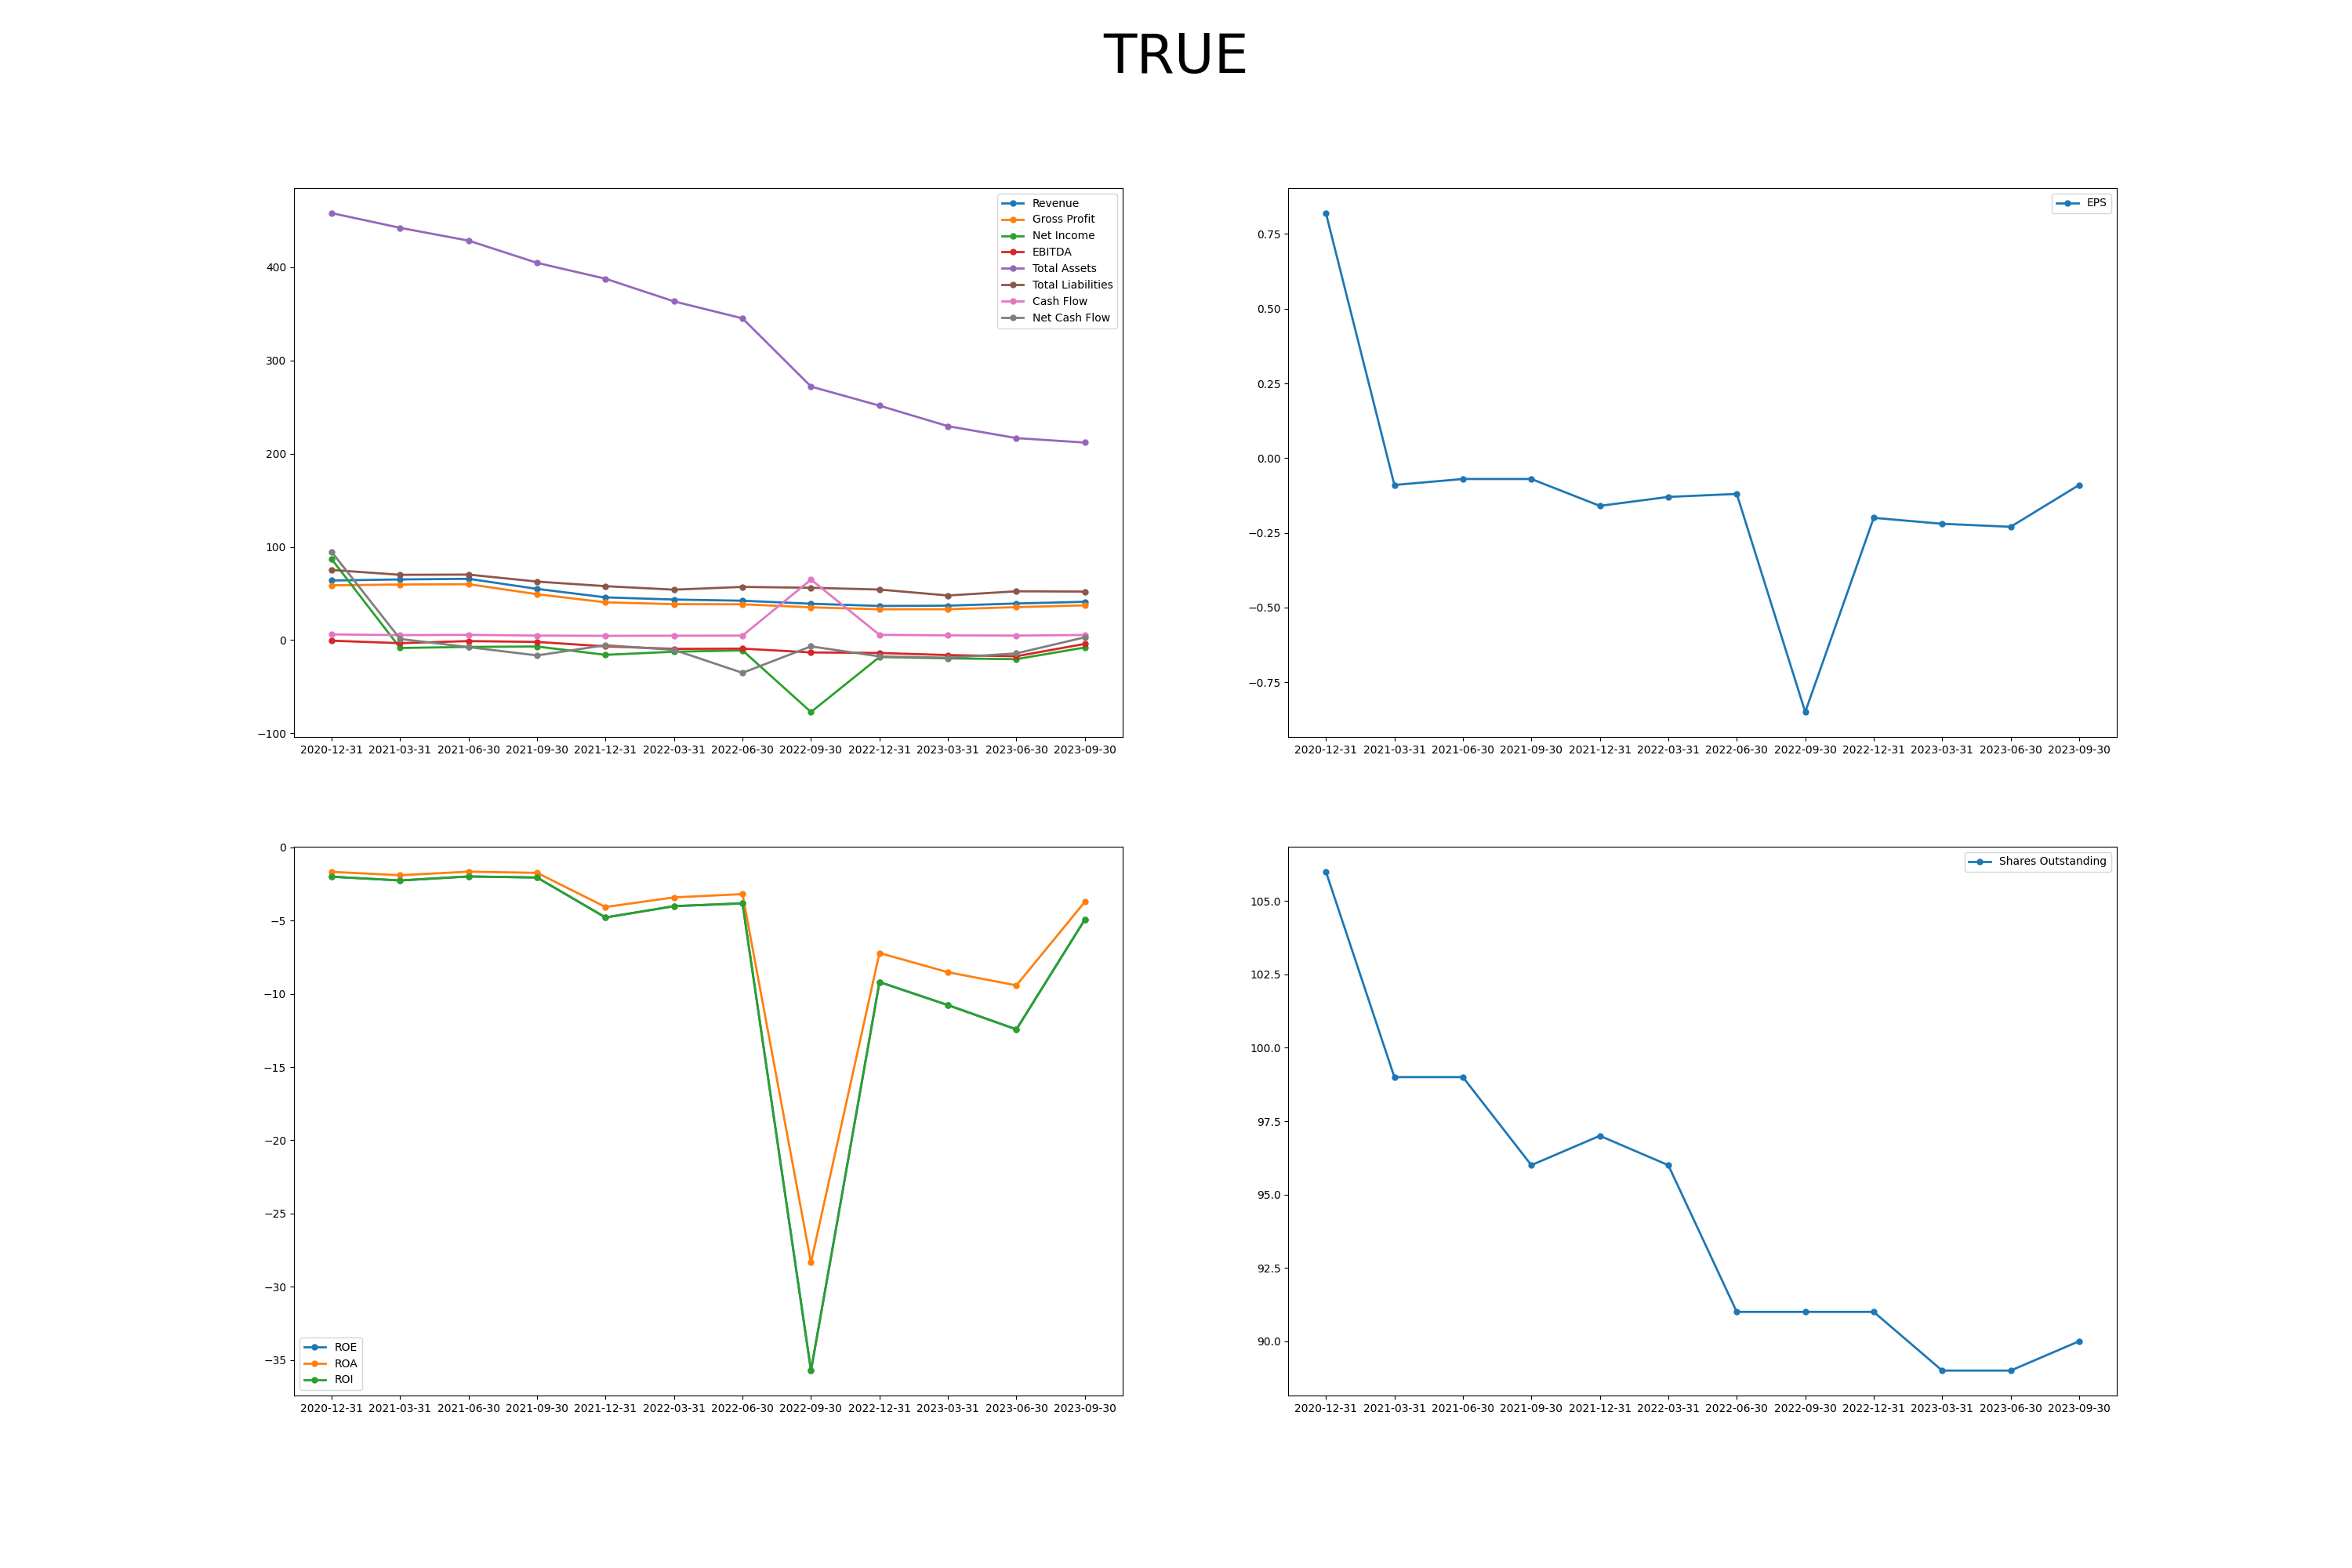 TRUE
Revenue
Gross Profit
Net Income
EBITDA
Total Assets
Total Liabilities
Cash Flow
Net Cash Flow
400
300
200
100
0
−100
2020-12-31 2021-03-31 2021-06-30 2021-09-30 2021-12-31 2022-03-31 2022-06-30 2022-09-30 2022-12-31 2023-03-31 2023-06-30 2023-09-30
EPS
0.75
0.50
0.25
0.00
−0.25
−0.50
−0.75
2020-12-31 2021-03-31 2021-06-30 2021-09-30 2021-12-31 2022-03-31 2022-06-30 2022-09-30 2022-12-31 2023-03-31 2023-06-30 2023-09-30
0
−5
−10
−15
−20
−25
−30
−35
ROE
ROA
ROI
2020-12-31 2021-03-31 2021-06-30 2021-09-30 2021-12-31 2022-03-31 2022-06-30 2022-09-30 2022-12-31 2023-03-31 2023-06-30 2023-09-30
Shares Outstanding
105.0
102.5
100.0
97.5
95.0
92.5
90.0
2020-12-31 2021-03-31 2021-06-30 2021-09-30 2021-12-31 2022-03-31 2022-06-30 2022-09-30 2022-12-31 2023-03-31 2023-06-30 2023-09-30